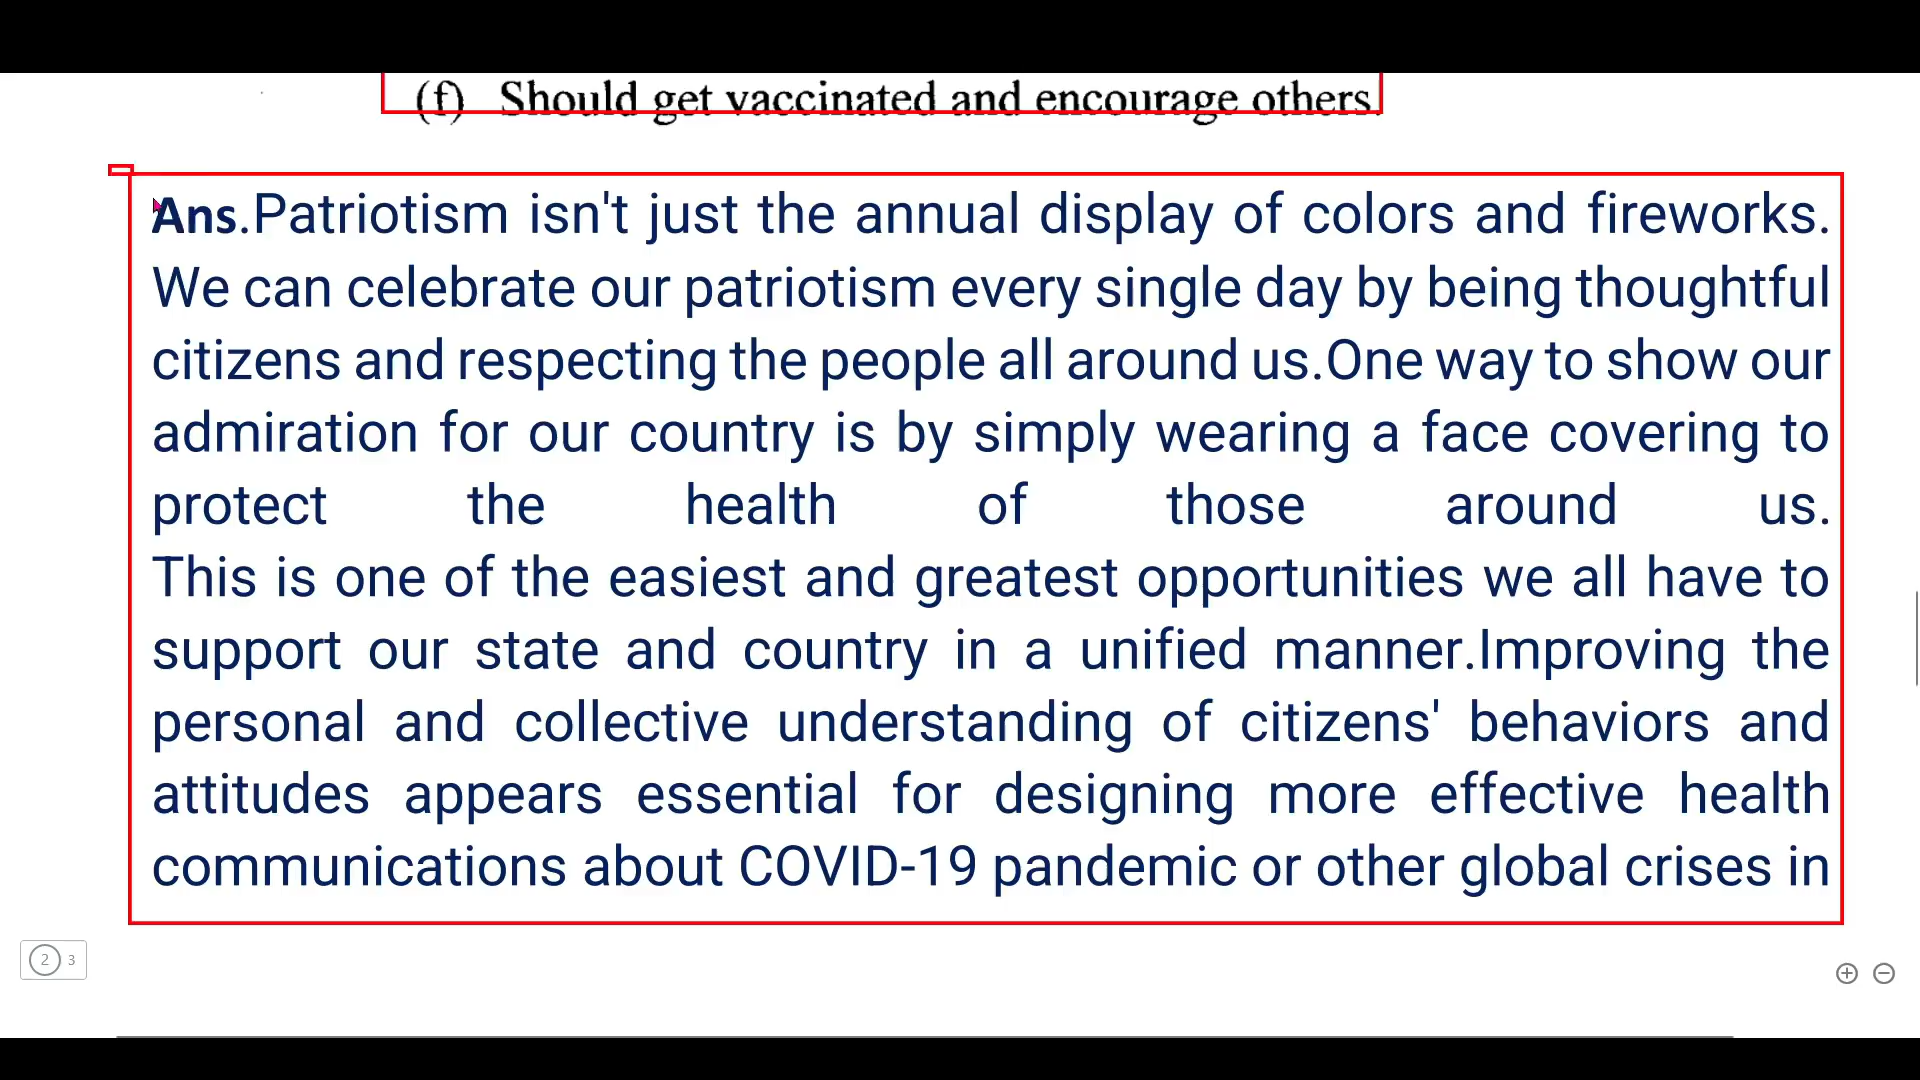 (f) Should get vaccinated and encourage others.
Ans.Patriotism isn't just the annual display of colors and fireworks.
We can celebrate our patriotism every single day by being thoughtful
citizens and respecting the people all around us.One way to show our
admiration for our country is by simply wearing a face covering to
protect the health of those around us.
This is one of the easiest and greatest opportunities we all have to
support our state and country in a unified manner.Improving the
personal and collective understanding of citizens' behaviors and
attitudes appears essential for designing more effective health
communications about COVID-19 pandemic or other global crises in
2 3